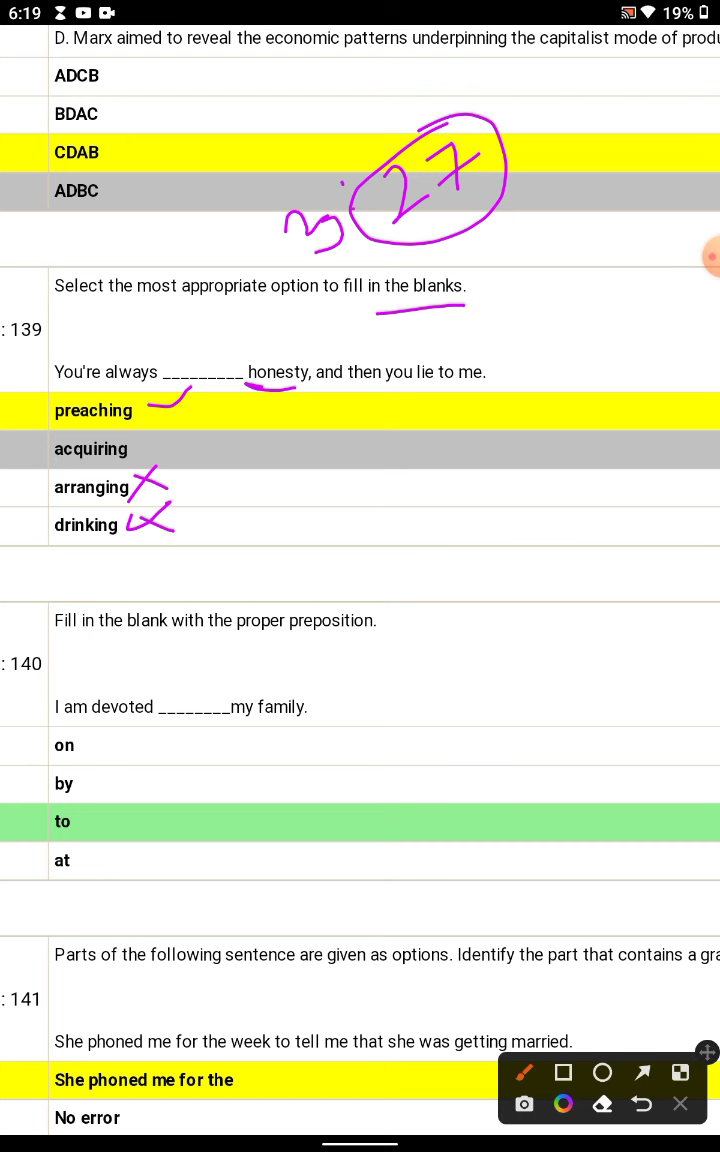 6:19
19%
D. Marx aimed to reveal the economic patterns underpinning the capitalist mode of produ
ADCB
BDAC
CDAB
ADBC
27
Select the most appropriate option to fill in the blanks.
: 139
You're always _________ honesty, and then you lie to me.
preaching
acquiring
arranging
drinking
Fill in the blank with the proper preposition.
: 140
I am devoted ________my family.
on
by
to
at
Parts of the following sentence are given as options. Identify the part that contains a gra
: 141
She phoned me for the week to tell me that she was getting married.
She phoned me for the
No error